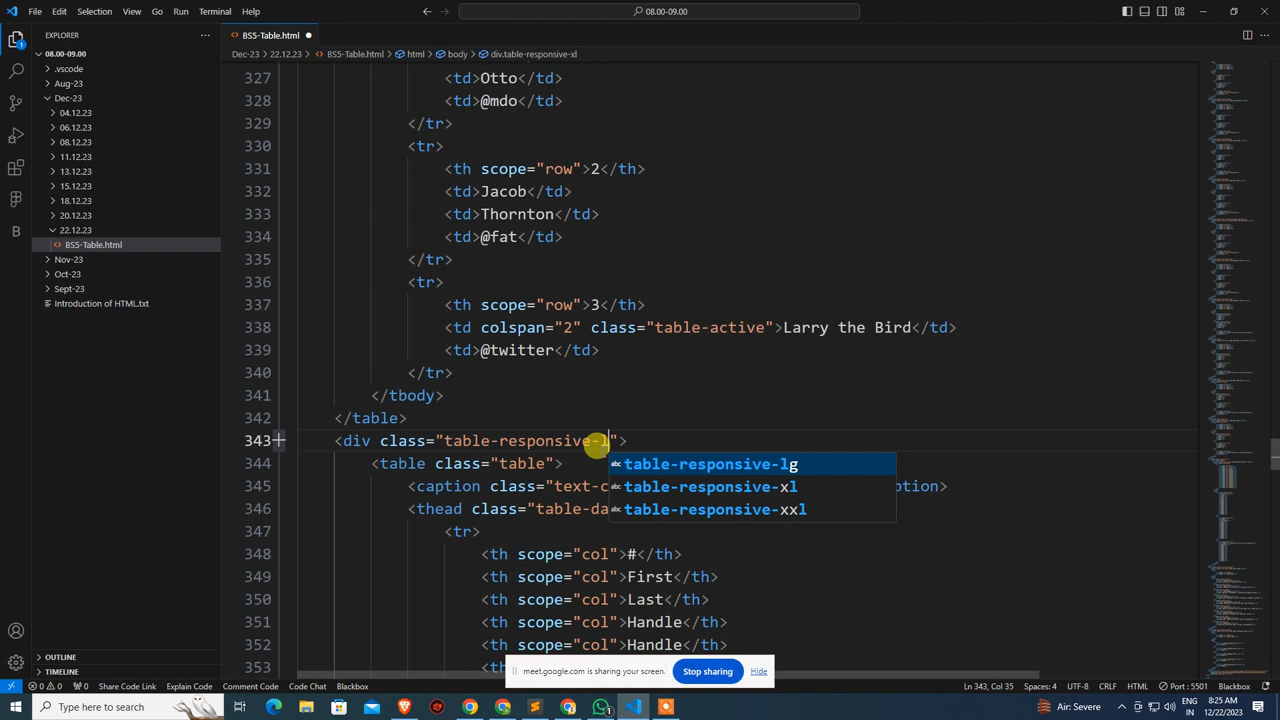 File Edit Selection View Go Run Terminal Help
08.00-09.00
EXPLORER
BS5-Table.html
08.00-09.00
Dec-23 > 22.12.23 > BS5-Table.html > html > body > div.table-responsive-xl
.vscode
Aug-23
Dec-23
04.12.23
06.12.23
08.12.23
11.12.23
13.12.23
15.12.23
18.12.23
20.12.23
22.12.23
BS5-Table.html
Nov-23
Oct-23
Sept-23
Introduction of HTML.txt
OUTLINE
TIMELINE
327 <td>Otto</td>
328 <td>@mdo</td>
329 </tr>
330 <tr>
331 <th scope="row">2</th>
332 <td>Jacob</td>
333 <td>Thornton</td>
334 <td>@fat</td>
335 </tr>
336 <tr>
337 <th scope="row">3</th>
338 <td colspan="2" class="table-active">Larry the Bird</td>
339 <td>@twitter</td>
340 </tr>
341 </tbody>
342 </table>
343 <div class="table-responsive-l">
344 <table class="table">
table-responsive-lg
345 <caption class="text-c
table-responsive-xl
ption>
346 <thead class="table-da
table-responsive-xxl
347 <tr>
348 <th scope="col">#</th>
349 <th scope="col">First</th>
350 <th scope="col">Last</th>
351 <th scope="col">Handle</th>
352 <th scope="col">Handle</th>
353 <th
meet.google.com is sharing your screen. Stop sharing Hide
0 0 Share Code Link Explain Code Comment Code Code Chat Blackbox
Ln 343, Col 35 Spaces: 4 UTF-8 CRLF HTML Port : 5501 Blackbox
Type here to search
Air: Severe
ENG
IN
8:25 AM
12/22/2023